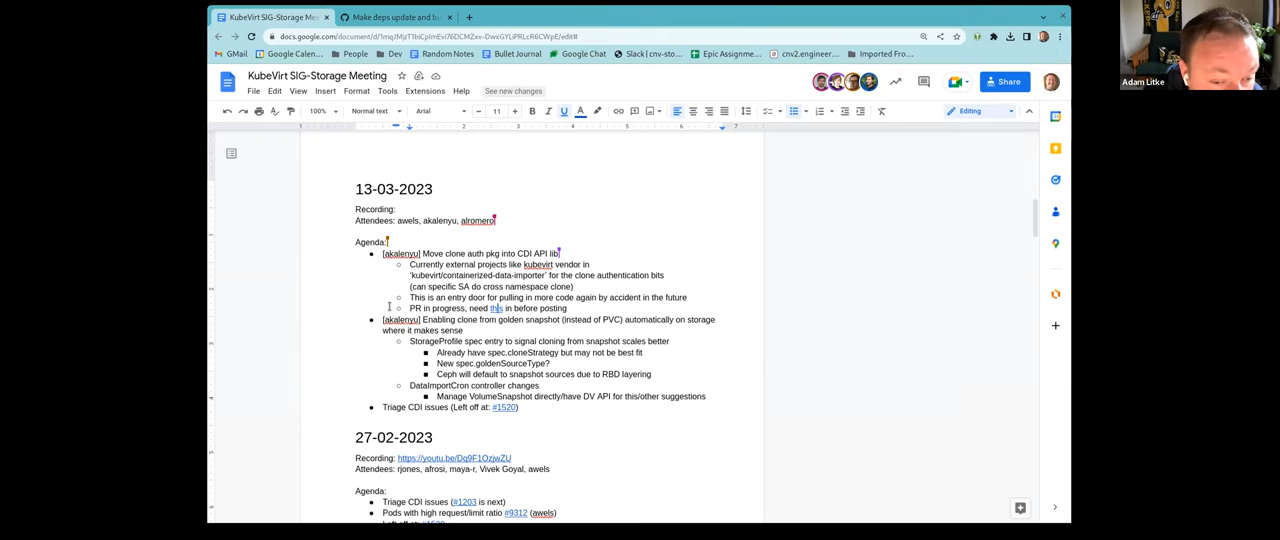 KubeVirt SIG-Storage Mee
Make deps update and bu
docs.google.com/document/d/1mqJMjzT1biCpImEvi76DCMZxv-DwxGYLiPRLcR6CWpE/edit#
GMail
Google Calen...
People
Dev
Random Notes
Bullet Journal
Google Chat
Slack | cnv-sto...
Epic Assignme...
cnv2.engineer...
Imported Fro...
KubeVirt SIG-Storage Meeting
File Edit View Insert Format Tools Extensions Help
See new changes
Share
100%
Normal text
Arial
11
Editing
1 1 2 3 4 5 6 7
13-03-2023
Recording:
Attendees: awels, akalenyu, alromero
Agenda:
[akalenyu] Move clone auth pkg into CDI API lib
Currently external projects like kubevirt vendor in
'kubevirt/containerized-data-importer' for the clone authentication bits
(can specific SA do cross namespace clone)
This is an entry door for pulling in more code again by accident in the future
PR in progress, need this in before posting
[akalenyu] Enabling clone from golden snapshot (instead of PVC) automatically on storage
where it makes sense
StorageProfile spec entry to signal cloning from snapshot scales better
Already have spec.cloneStrategy but may not be best fit
New spec.goldenSourceType?
Ceph will default to snapshot sources due to RBD layering
DataImportCron controller changes
Manage VolumeSnapshot directly/have DV API for this/other suggestions
Triage CDI issues (Left off at: #1520)
27-02-2023
Recording: https://youtu.be/Dq9F1OzjwZU
Attendees: rjones, afrosi, maya-r, Vivek Goyal, awels
Agenda:
Triage CDI issues (#1203 is next)
Pods with high request/limit ratio #9312 (awels)
Adam Litke